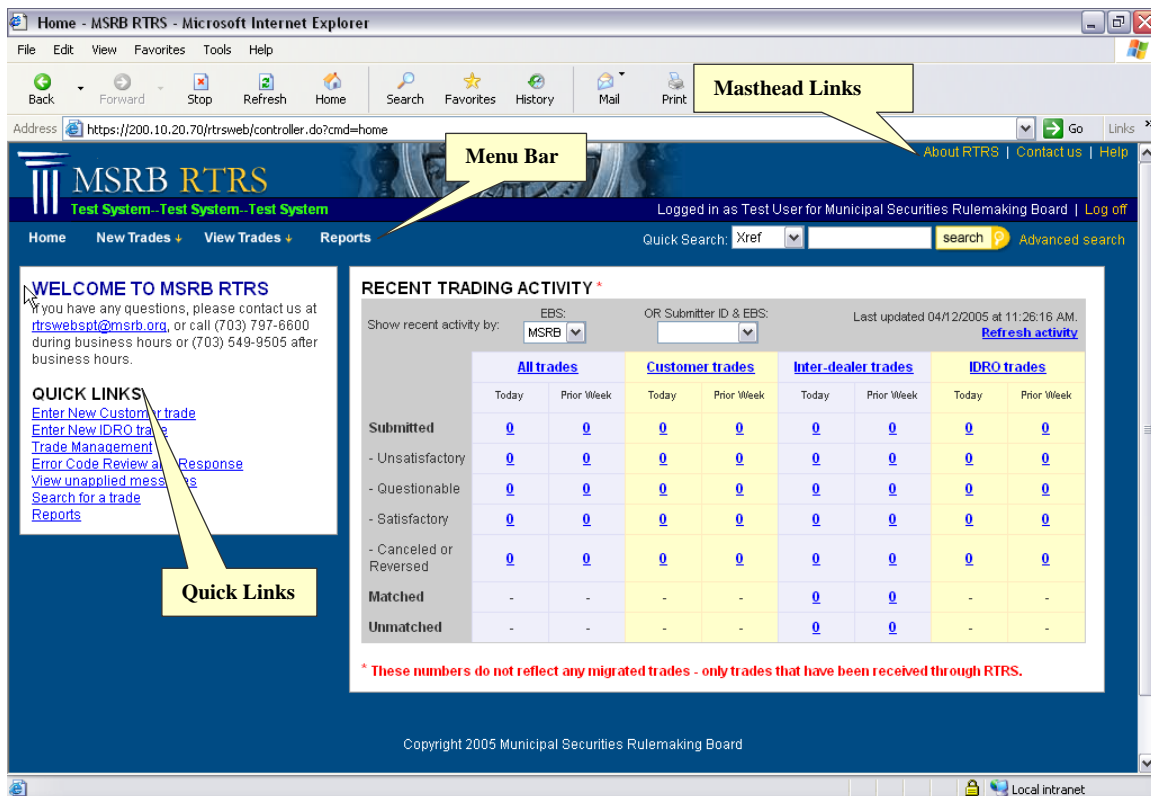 Home - MSRB RTRS - Microsoft Internet Explorer
File Edit View Favorites Tools Help
Back Forward Stop Refresh Home Search Favorites History Mail Print
Masthead Links
Address https://200.10.20.70/rtrsweb/controller.do?cmd=home Go Links »
Menu Bar
About RTRS | Contact us | Help
MSRB RTRS
Test System--Test System--Test System
Logged in as Test User for Municipal Securities Rulemaking Board | Log off
Home New Trades View Trades Reports Quick Search: Xref search Advanced search
WELCOME TO MSRB RTRS
If you have any questions, please contact us at
rtrswebspt@msrb.org, or call (703) 797-6600
during business hours or (703) 549-9505 after
business hours.
QUICK LINKS
Enter New Customer trade
Enter New IDRO trade
Trade Management
Error Code Review and Response
View unapplied messages
Search for a trade
Reports
Quick Links
RECENT TRADING ACTIVITY *
Show recent activity by: EBS: MSRB OR Submitter ID & EBS:
Last updated 04/12/2005 at 11:26:16 AM.
Refresh activity
All trades Customer trades Inter-dealer trades IDRO trades
Today Prior Week Today Prior Week Today Prior Week Today Prior Week
Submitted 0 0 0 0 0 0 0 0
- Unsatisfactory 0 0 0 0 0 0 0 0
- Questionable 0 0 0 0 0 0 0 0
- Satisfactory 0 0 0 0 0 0 0 0
- Canceled or
Reversed 0 0 0 0 0 0 0 0
Matched - - - - 0 0 - -
Unmatched - - - - 0 0 - -
* These numbers do not reflect any migrated trades - only trades that have been received through RTRS.
Copyright 2005 Municipal Securities Rulemaking Board
Local intranet